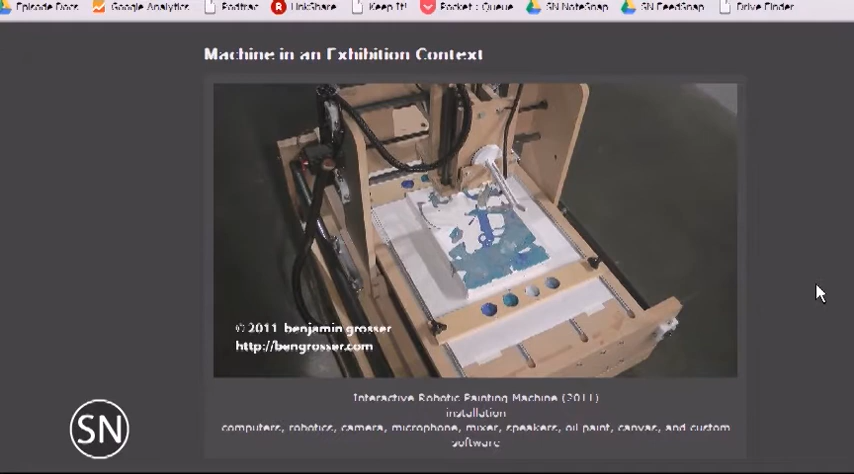 Episode Docs Google Analytics Podtrac LinkShare Keep It! Pocket : Queue SN NoteSnap SN FeedSnap Drive Finder
Machine in an Exhibition Context
© 2011 benjamin grosser
http://bengrosser.com
Interactive Robotic Painting Machine (2011)
installation
computers, robotics, camera, microphone, mixer, speakers, oil paint, canvas, and custom
software
SN